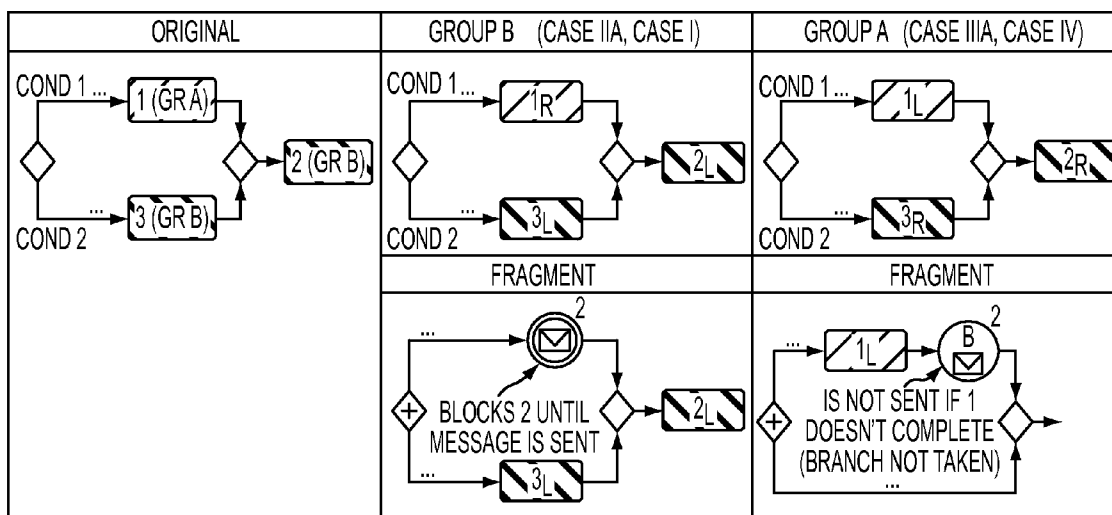 ORIGINAL
COND 1 ...
1 (GR A)
2 (GR B)
...
3 (GR B)
COND 2
GROUP B (CASE IIA, CASE I)
COND 1 ...
1R
2L
...
3L
COND 2
GROUP A (CASE IIIA, CASE IV)
COND 1 ...
1L
2R
...
3R
COND 2
FRAGMENT
2
...
BLOCKS 2 UNTIL
MESSAGE IS SENT
2L
...
3L
FRAGMENT
2
...
1L
B
IS NOT SENT IF 1
DOESN'T COMPLETE
(BRANCH NOT TAKEN)
...